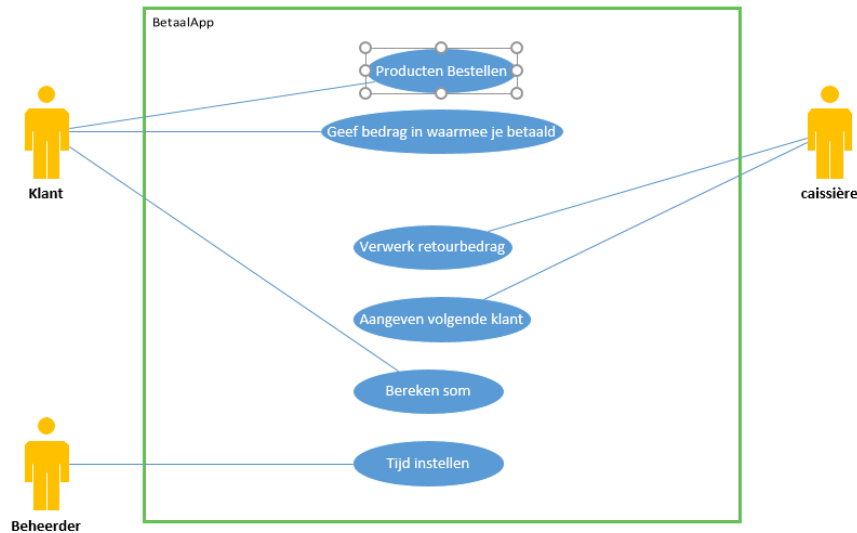 BetaalApp
Producten Bestellen
Geef bedrag in waarmee je betaald
Klant
caissière
Verwerk retourbedrag
Aangeven volgende klant
Bereken som
Tijd instellen
Beheerder